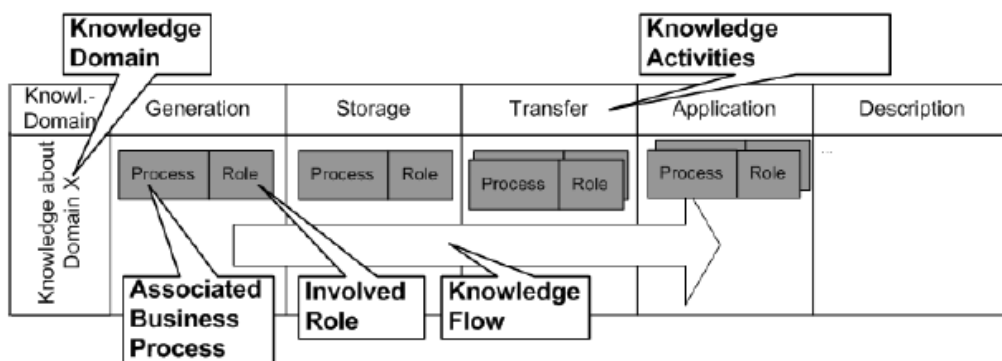 Knowledge
Domain
Knowledge
Activities
Knowl.-
Domain
Generation
Storage
Transfer
Application
Description
Knowledge about
Domain X
Process
Role
Process
Role
Process
Role
Process
Role
...
Associated
Business
Process
Involved
Role
Knowledge
Flow